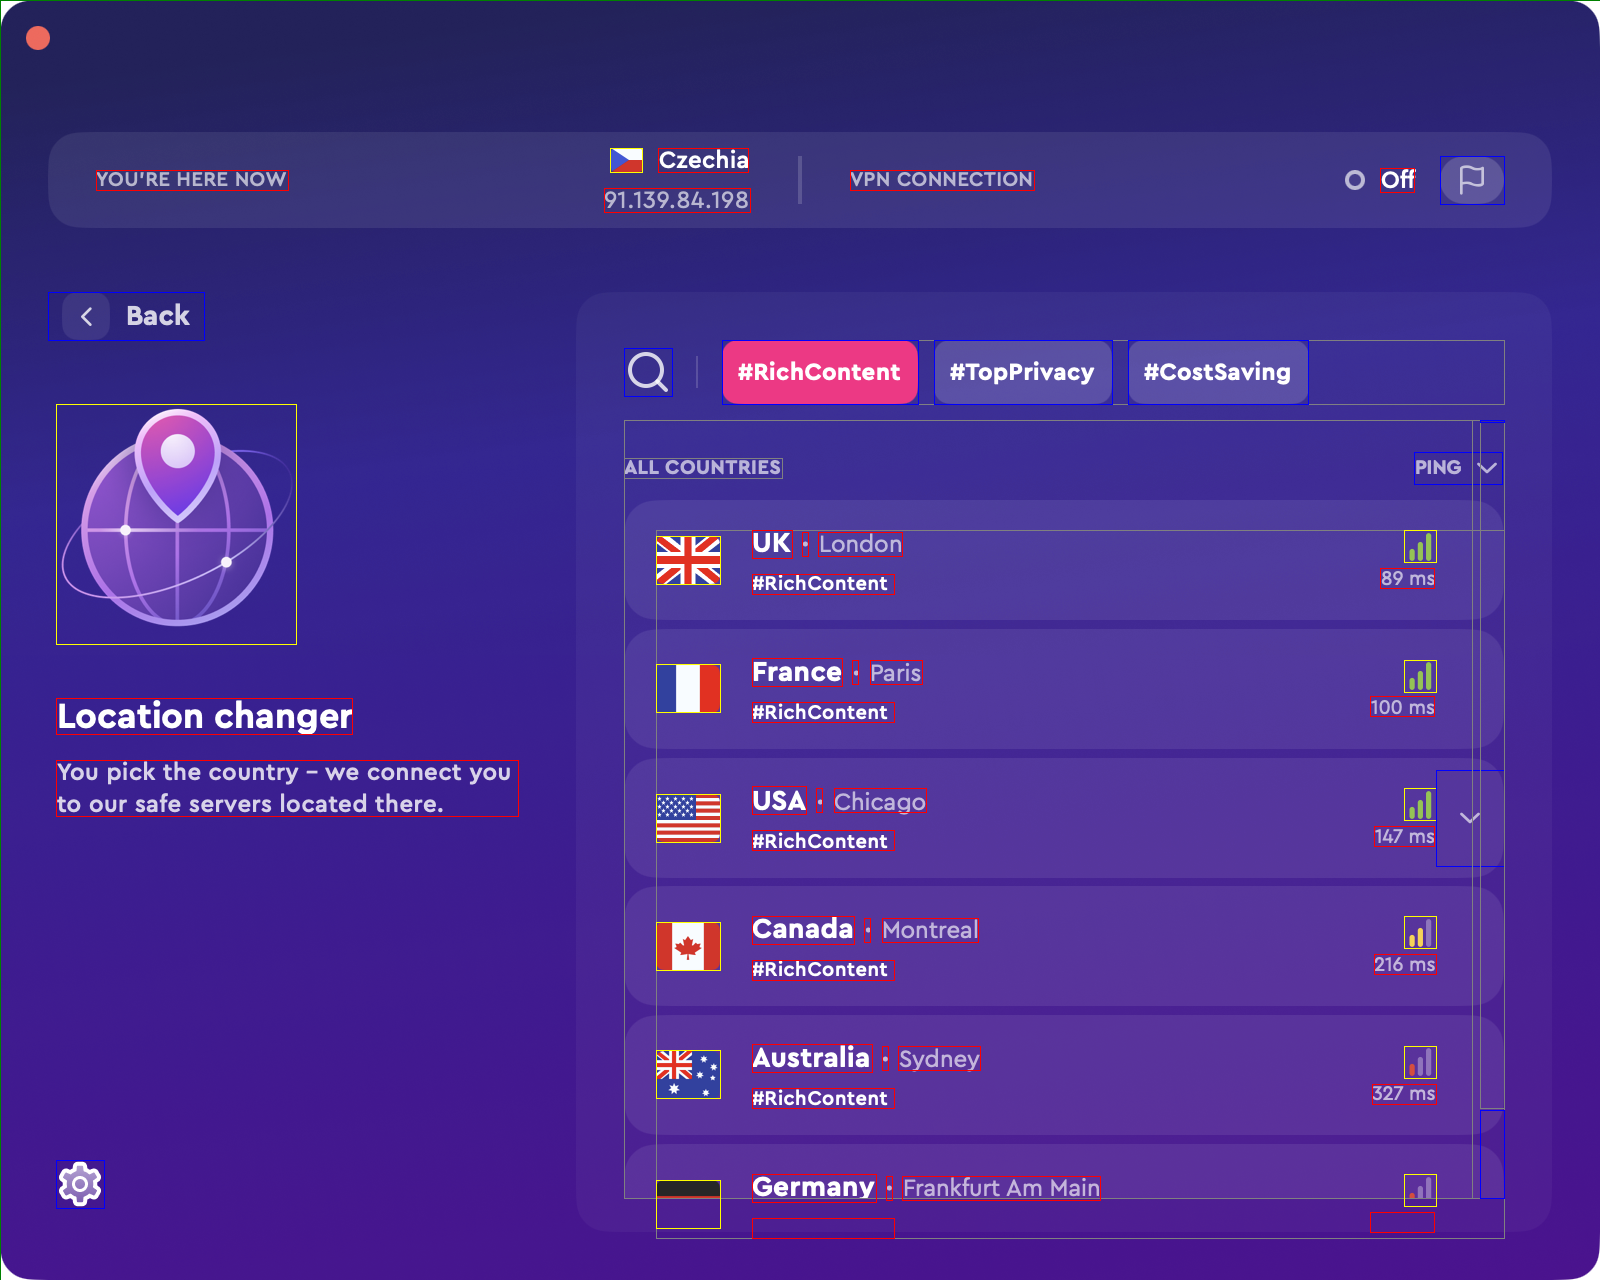 YOU'RE HERE NOW
Czechia
91.139.84.198
VPN CONNECTION
Off
Back
#RichContent
#TopPrivacy
#CostSaving
ALL COUNTRIES
PING
UK • London
#RichContent
89 ms
France • Paris
#RichContent
100 ms
Location changer
You pick the country – we connect you
to our safe servers located there.
USA • Chicago
#RichContent
147 ms
Canada • Montreal
#RichContent
216 ms
Australia • Sydney
#RichContent
327 ms
Germany • Frankfurt Am Main